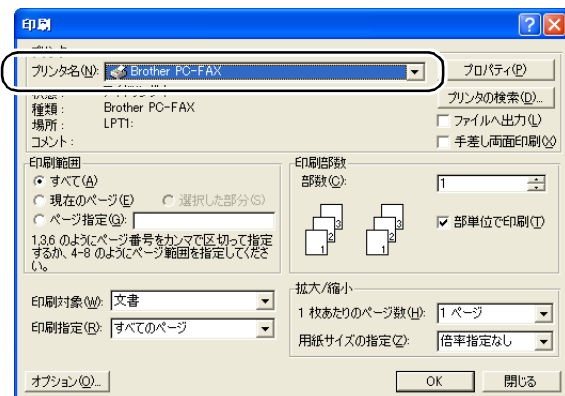 印刷
プリンタ名(N): Brother PC-FAX プロパティ(P)
プリンタの検索(D)...
種類: Brother PC-FAX
場所: LPT1: ファイルへ出力(L)
コメント: 手差し両面印刷(X)
印刷範囲 印刷部数
すべて(A) 部数(C): 1
現在のページ(E) 選択した部分(S)
ページ指定(G): 部単位で印刷(T)
1,3,6 のようにページ番号をカンマで区切って指定
するか、4-8 のようにページ範囲を指定してくださ
い。
拡大/縮小
印刷対象(W): 文書 1 枚あたりのページ数(H): 1 ページ
印刷指定(R): すべてのページ 用紙サイズの指定(Z): 倍率指定なし
オプション(O)... OK 閉じる